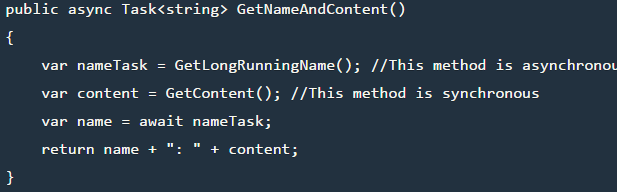 public async Task<string> GetNameAndContent()
{
    var nameTask = GetLongRunningName(); //This method is asynchronou
    var content = GetContent(); //This method is synchronous
    var name = await nameTask;
    return name + ": " + content;
}